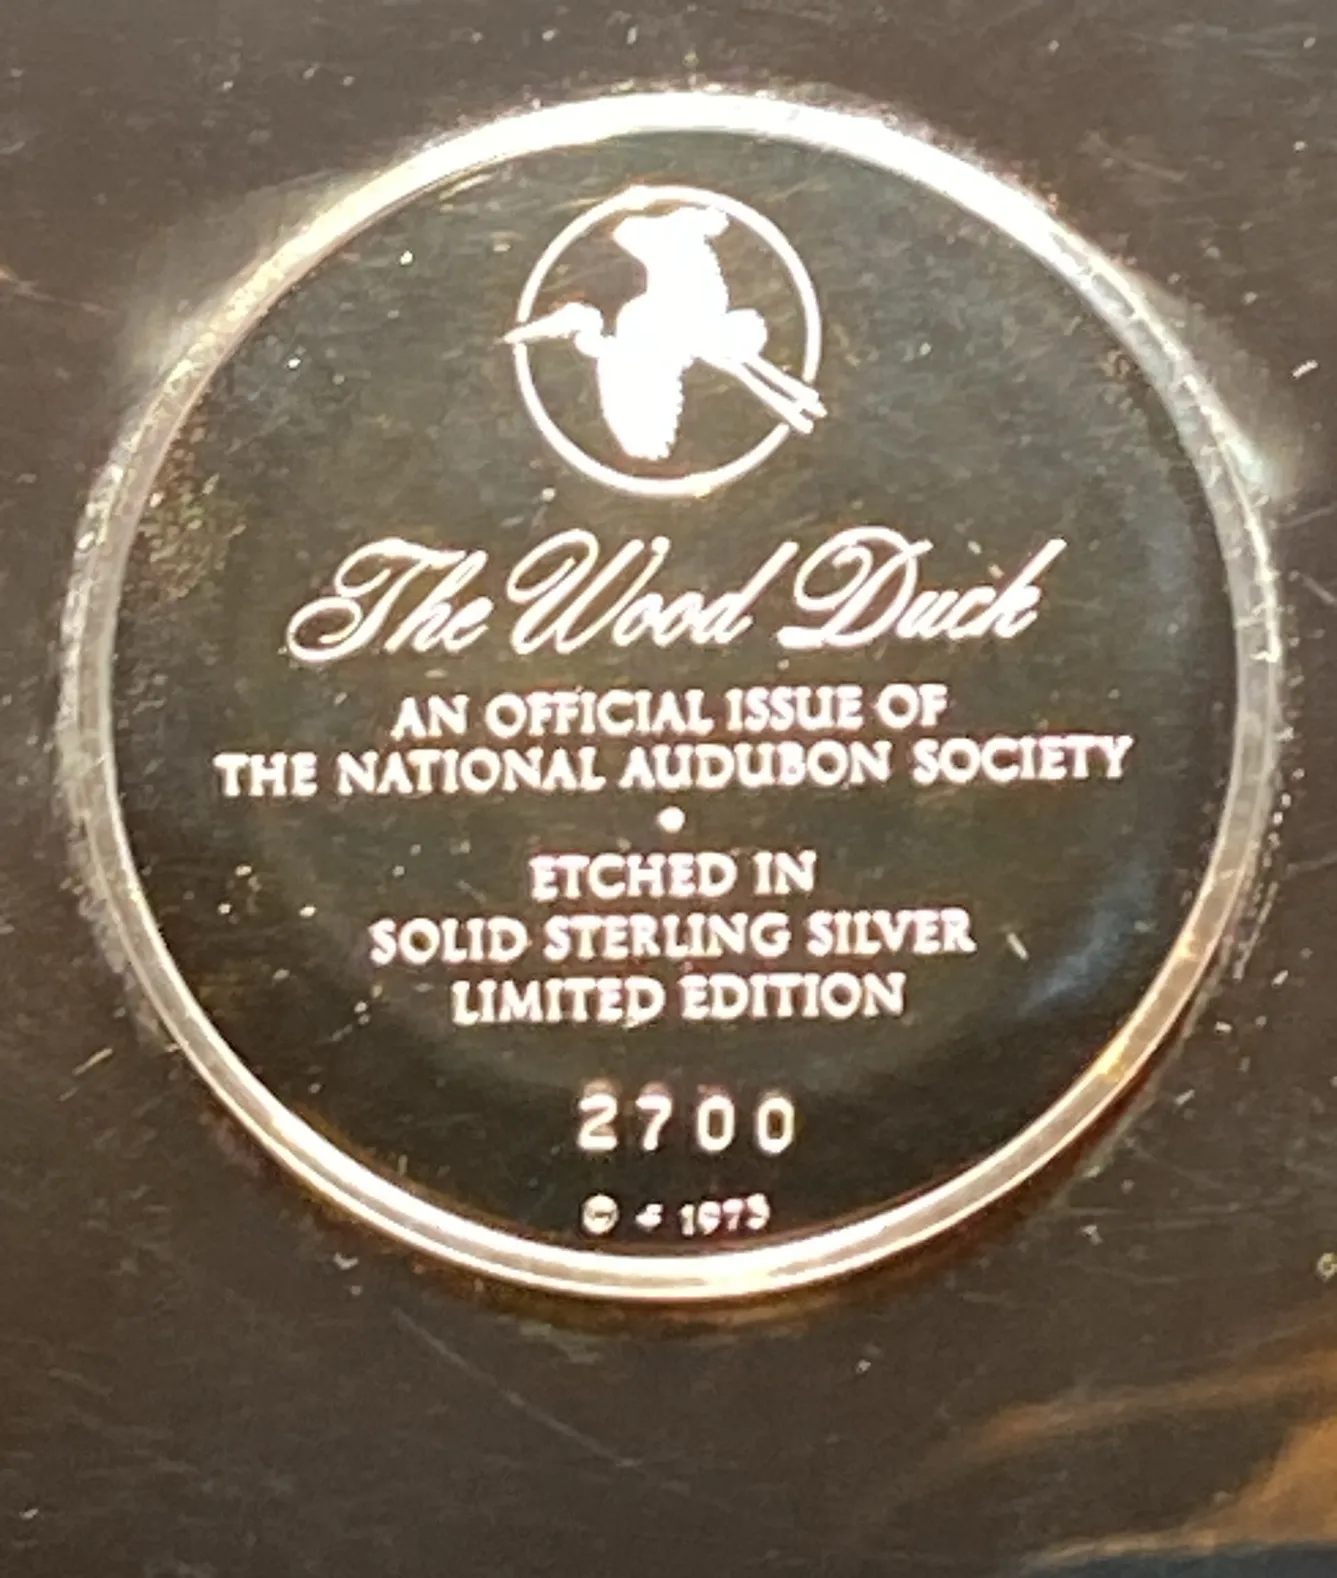 The Wood Duck
AN OFFICIAL ISSUE OF
THE NATIONAL AUDUBON SOCIETY
•
ETCHED IN
SOLID STERLING SILVER
LIMITED EDITION
2700
© 1973